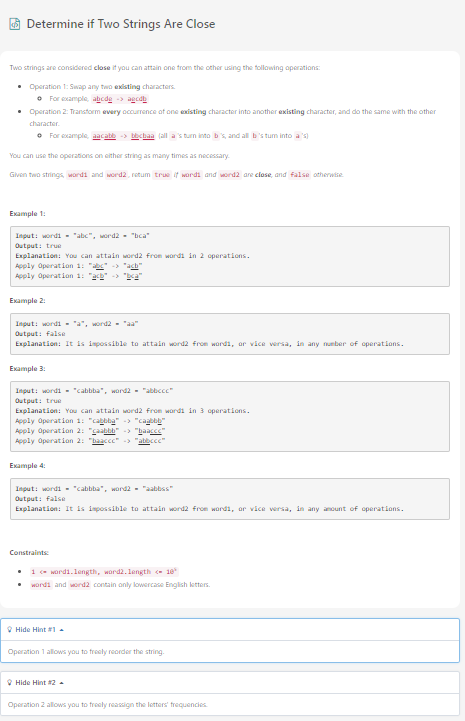 Determine if Two Strings Are Close
Two strings are considered close if you can attain one from the other using the following operations:
Operation 1: Swap any two existing characters.
For example, abcde -> aecdb
Operation 2: Transform every occurrence of one existing character into another existing character, and do the same with the other
character.
For example, aacabb -> bbcbaa (all a's turn into b's, and all b's turn into a's)
You can use the operations on either string as many times as necessary.
Given two strings, word1 and word2, return true if word1 and word2 are close, and false otherwise.
Example 1:
Input: word1 = "abc", word2 = "bca"
Output: true
Explanation: You can attain word2 from word1 in 2 operations.
Apply Operation 1: "abc" -> "acb"
Apply Operation 1: "acb" -> "bca"
Example 2:
Input: word1 = "a", word2 = "aa"
Output: false
Explanation: It is impossible to attain word2 from word1, or vice versa, in any number of operations.
Example 3:
Input: word1 = "cabbba", word2 = "abbccc"
Output: true
Explanation: You can attain word2 from word1 in 3 operations.
Apply Operation 1: "cabbba" -> "caabbb"
Apply Operation 2: "caabbb" -> "baaccc"
Apply Operation 2: "baaccc" -> "abbccc"
Example 4:
Input: word1 = "cabbba", word2 = "aabbss"
Output: false
Explanation: It is impossible to attain word2 from word1, or vice versa, in any amount of operations.
Constraints:
1 <= word1.length, word2.length <= 10⁵
word1 and word2 contain only lowercase English letters.
Hide Hint #1
Operation 1 allows you to freely reorder the string.
Hide Hint #2
Operation 2 allows you to freely reassign the letters' frequencies.